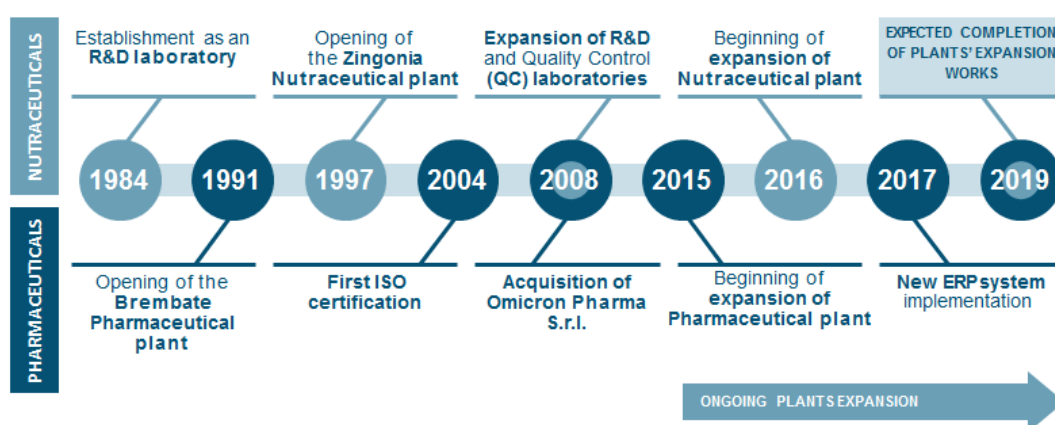 NUTRACEUTICALS
Establishment as an
R&D laboratory
Opening of
the Zingonia
Nutraceutical plant
Expansion of R&D
and Quality Control
(QC) laboratories
Beginning of
expansion of
Nutraceutical plant
EXPECTED COMPLETION
OF PLANTS' EXPANSION
WORKS
1984
1991
1997
2004
2008
2015
2016
2017
2019
PHARMACEUTICALS
Opening of the
Brembate
Pharmaceutical
plant
First ISO
certification
Acquisition of
Omicron Pharma
S.r.l.
Beginning of
expansion of
Pharmaceutical plant
New ERP system
implementation
ONGOING PLANTS EXPANSION